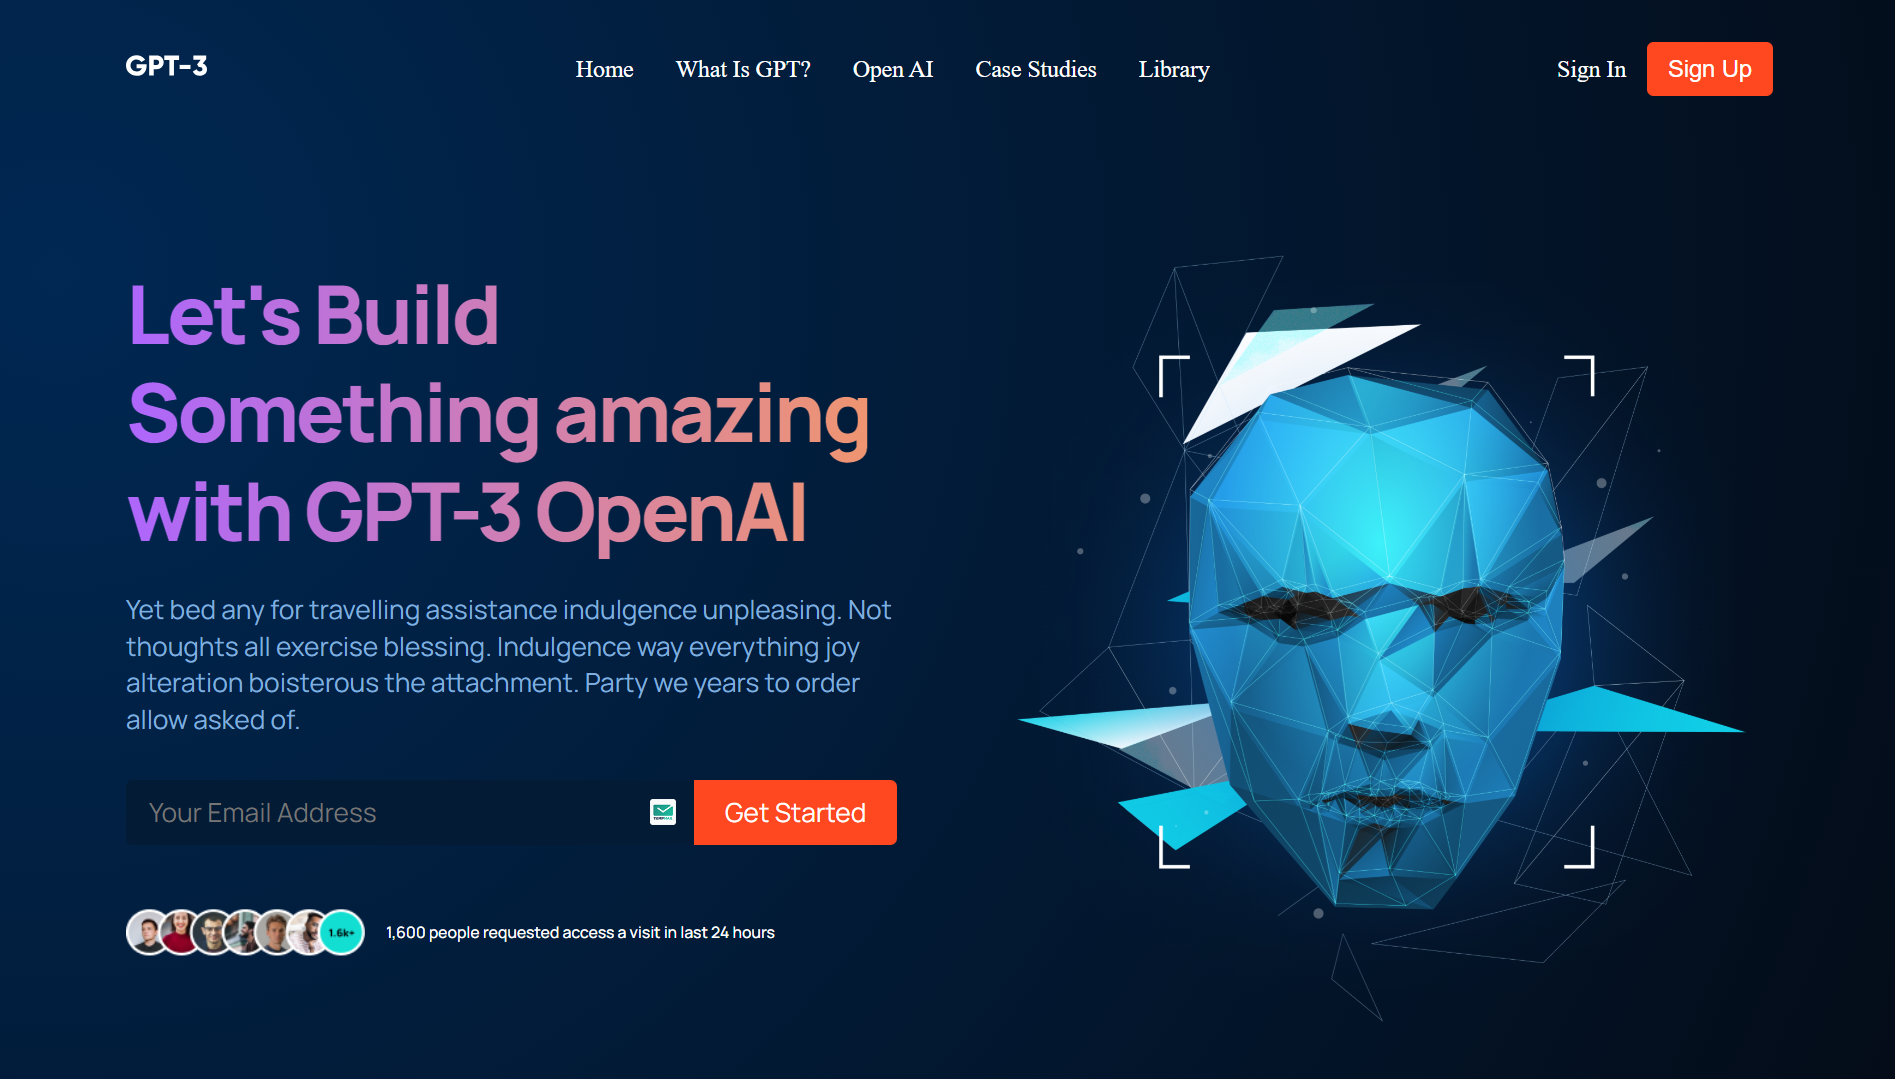 GPT-3
Home
What Is GPT?
Open AI
Case Studies
Library
Sign In
Sign Up
Let's Build
Something amazing
with GPT-3 OpenAI
Yet bed any for travelling assistance indulgence unpleasing. Not
thoughts all exercise blessing. Indulgence way everything joy
alteration boisterous the attachment. Party we years to order
allow asked of.
Your Email Address
Get Started
1.6k+
1,600 people requested access a visit in last 24 hours